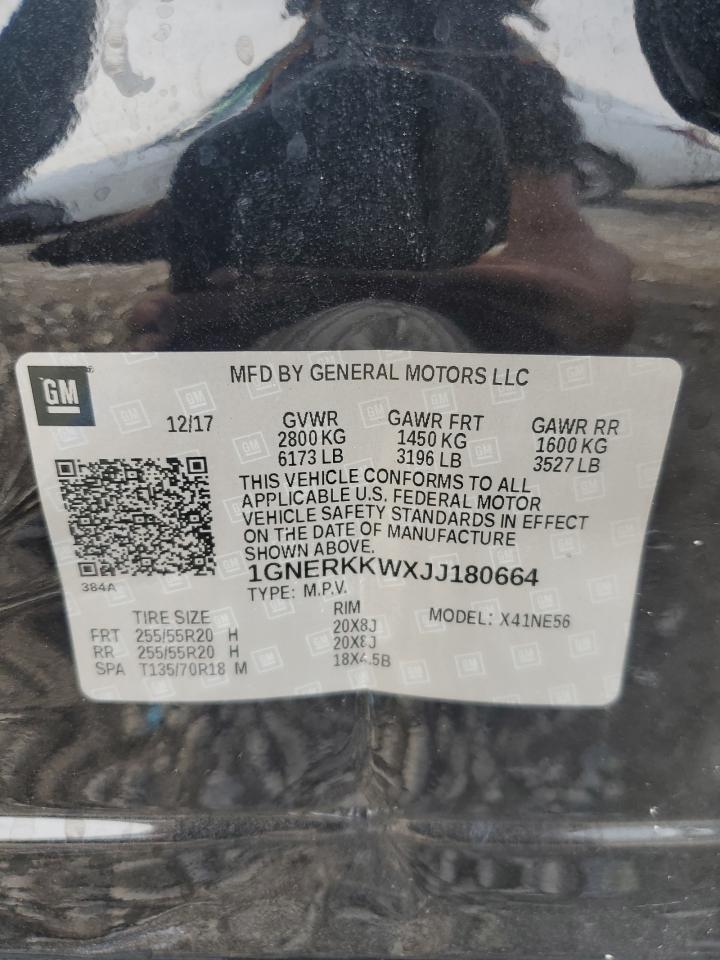 GM
MFD BY GENERAL MOTORS LLC
12/17
GVWR
2800 KG
6173 LB
GAWR FRT
1450 KG
3196 LB
GAWR RR
1600 KG
3527 LB
THIS VEHICLE CONFORMS TO ALL
APPLICABLE U.S. FEDERAL MOTOR
VEHICLE SAFETY STANDARDS IN EFFECT
ON THE DATE OF MANUFACTURE
SHOWN ABOVE.
1GNERKKWXJJ180664
TYPE: M.P.V.
384A
MODEL: X41NE56
TIRE SIZE RIM
FRT 255/55R20 H 20X8J
RR 255/55R20 H 20X8J
SPA T135/70R18 M 18X4.5B